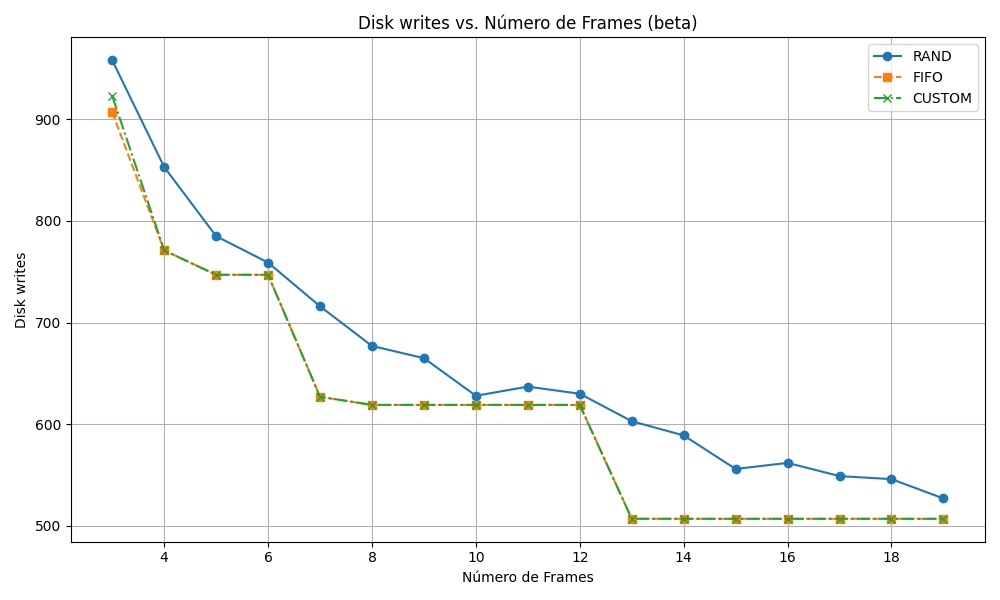 Disk writes vs. Número de Frames (beta)
RAND
FIFO
CUSTOM
Disk writes
900
800
700
600
500
4 6 8 10 12 14 16 18
Número de Frames